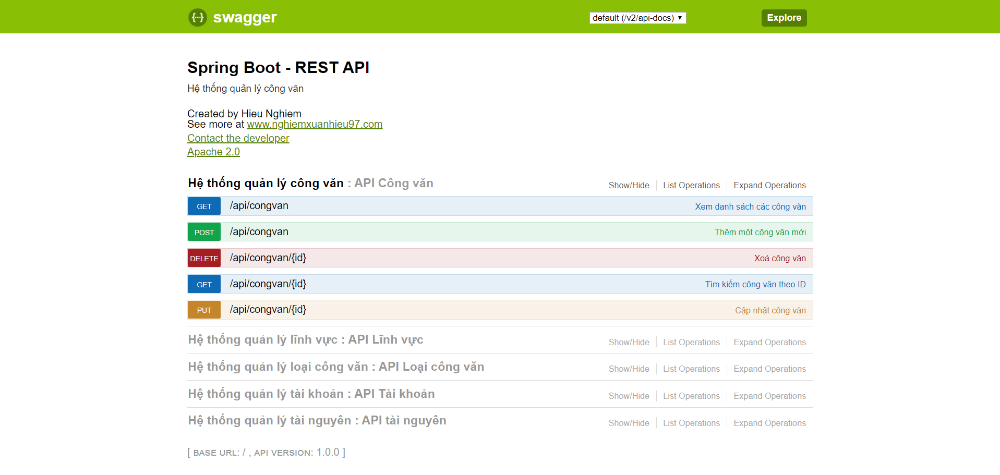 {···} swagger
default (/v2/api-docs)
Explore
Spring Boot - REST API
Hệ thống quản lý công văn
Created by Hieu Nghiem
See more at www.nghiemxuanhieu97.com
Contact the developer
Apache 2.0
Hệ thống quản lý công văn : API Công văn
Show/Hide List Operations Expand Operations
GET /api/congvan Xem danh sách các công văn
POST /api/congvan Thêm một công văn mới
DELETE /api/congvan/{id} Xoá công văn
GET /api/congvan/{id} Tìm kiếm công văn theo ID
PUT /api/congvan/{id} Cập nhật công văn
Hệ thống quản lý lĩnh vực : API Lĩnh vực
Show/Hide List Operations Expand Operations
Hệ thống quản lý loại công văn : API Loại công văn
Show/Hide List Operations Expand Operations
Hệ thống quản lý tài khoản : API Tài khoản
Show/Hide List Operations Expand Operations
Hệ thống quản lý tài nguyên : API tài nguyên
Show/Hide List Operations Expand Operations
[ BASE URL: / , API VERSION: 1.0.0 ]